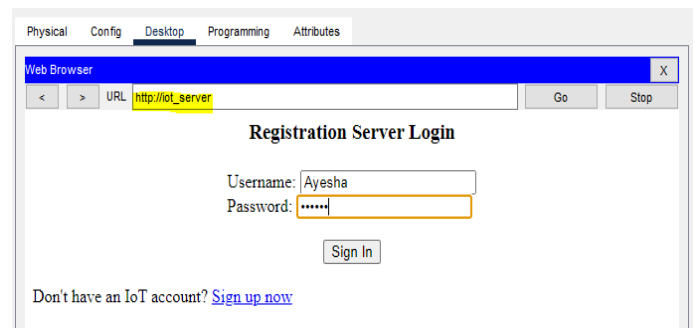 Physical Config Desktop Programming Attributes
Web Browser X
< > URL http://iot_server Go Stop
Registration Server Login
Username: Ayesha
Password: ••••••
Sign In
Don't have an IoT account? Sign up now